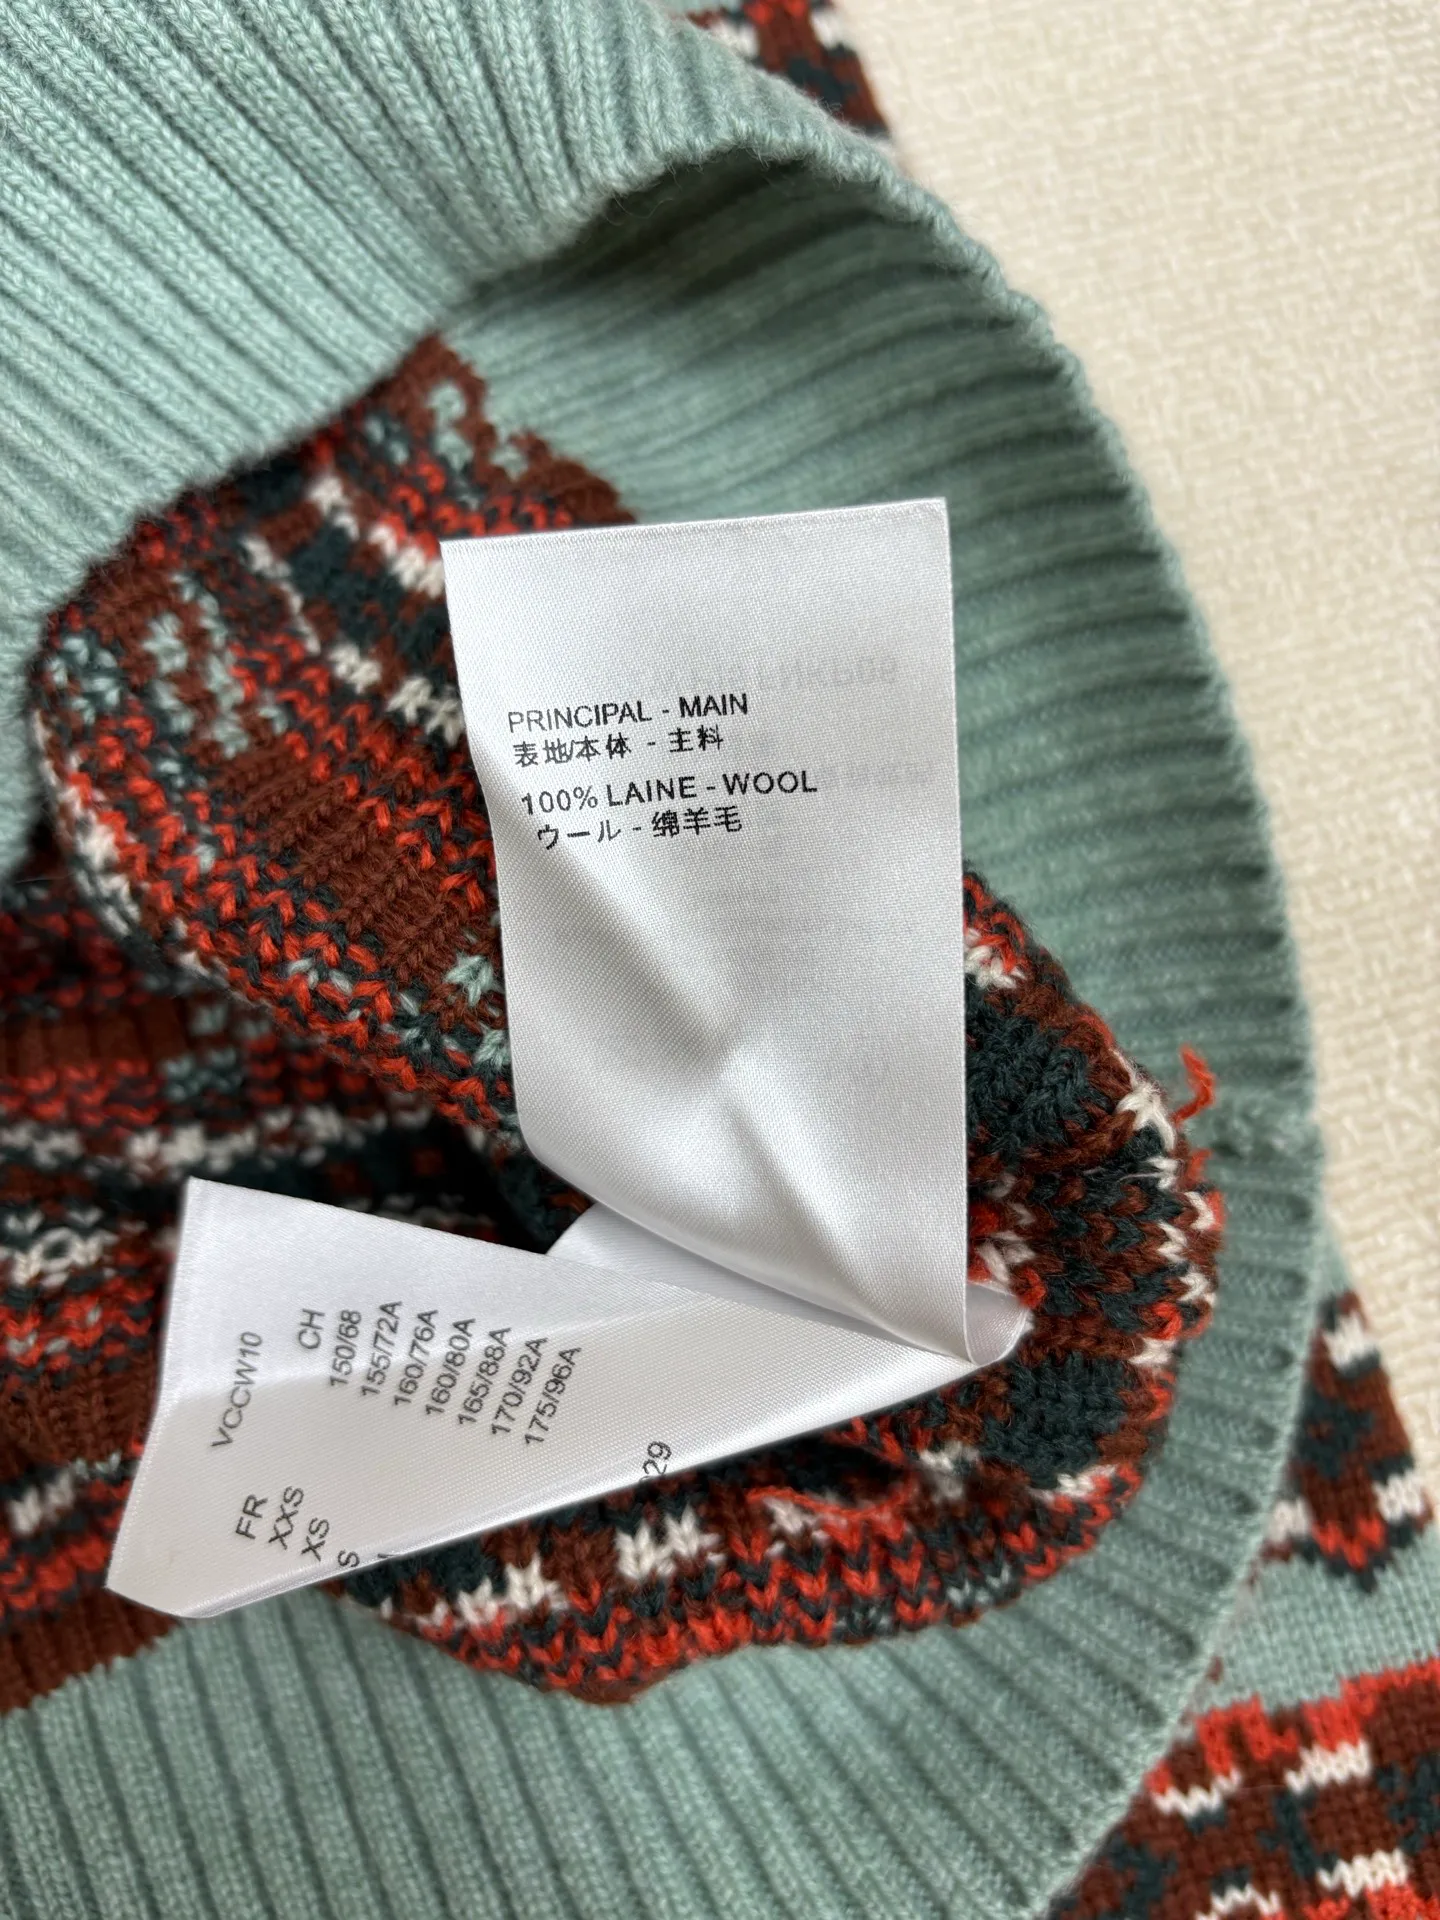 PRINCIPAL - MAIN
表地/本体 - 主料
100% LAINE - WOOL
ウール - 绵羊毛
VCCW10
FR CH
XXS 150/68
XS 155/72A
S 160/76A
160/80A
165/88A
170/92A
175/96A
29